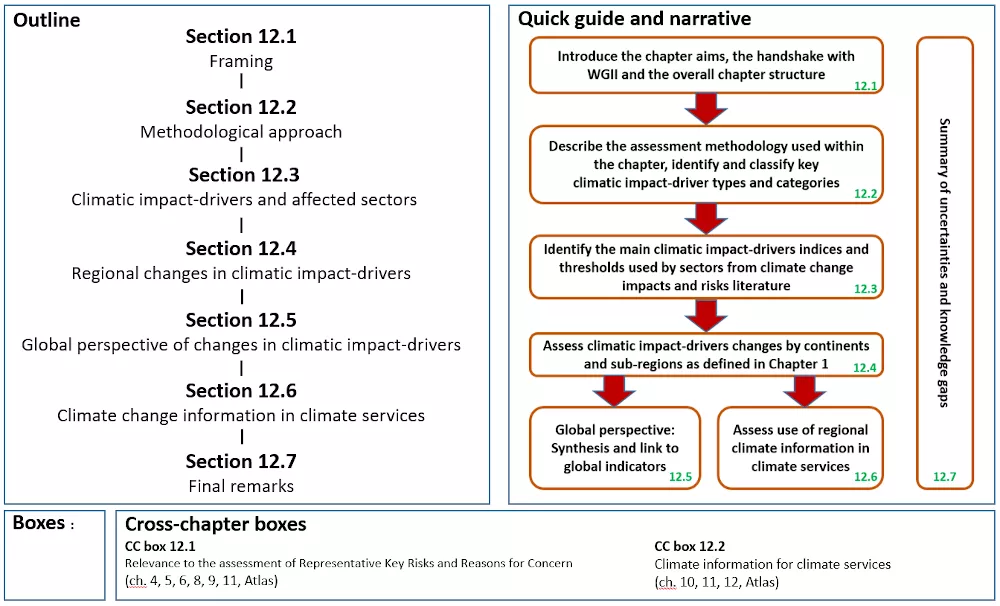 Outline
Section 12.1
Framing
Section 12.2
Methodological approach
Section 12.3
Climatic impact-drivers and affected sectors
Section 12.4
Regional changes in climatic impact-drivers
Section 12.5
Global perspective of changes in climatic impact-drivers
Section 12.6
Climate change information in climate services
Section 12.7
Final remarks
Quick guide and narrative
Introduce the chapter aims, the handshake with
WGII and the overall chapter structure
12.1
Describe the assessment methodology used within
the chapter, identify and classify key
climatic impact-driver types and categories
12.2
Identify the main climatic impact-drivers indices and
thresholds used by sectors from climate change
impacts and risks literature
12.3
Assess climatic impact-drivers changes by continents
and sub-regions as defined in Chapter 1
12.4
Global perspective:
Synthesis and link to
global indicators
12.5
Assess use of regional
climate information in
climate services
12.6
Summary of uncertainties and knowledge gaps
12.7
Boxes :
Cross-chapter boxes
CC box 12.1
Relevance to the assessment of Representative Key Risks and Reasons for Concern
(ch. 4, 5, 6, 8, 9, 11, Atlas)
CC box 12.2
Climate information for climate services
(ch. 10, 11, 12, Atlas)